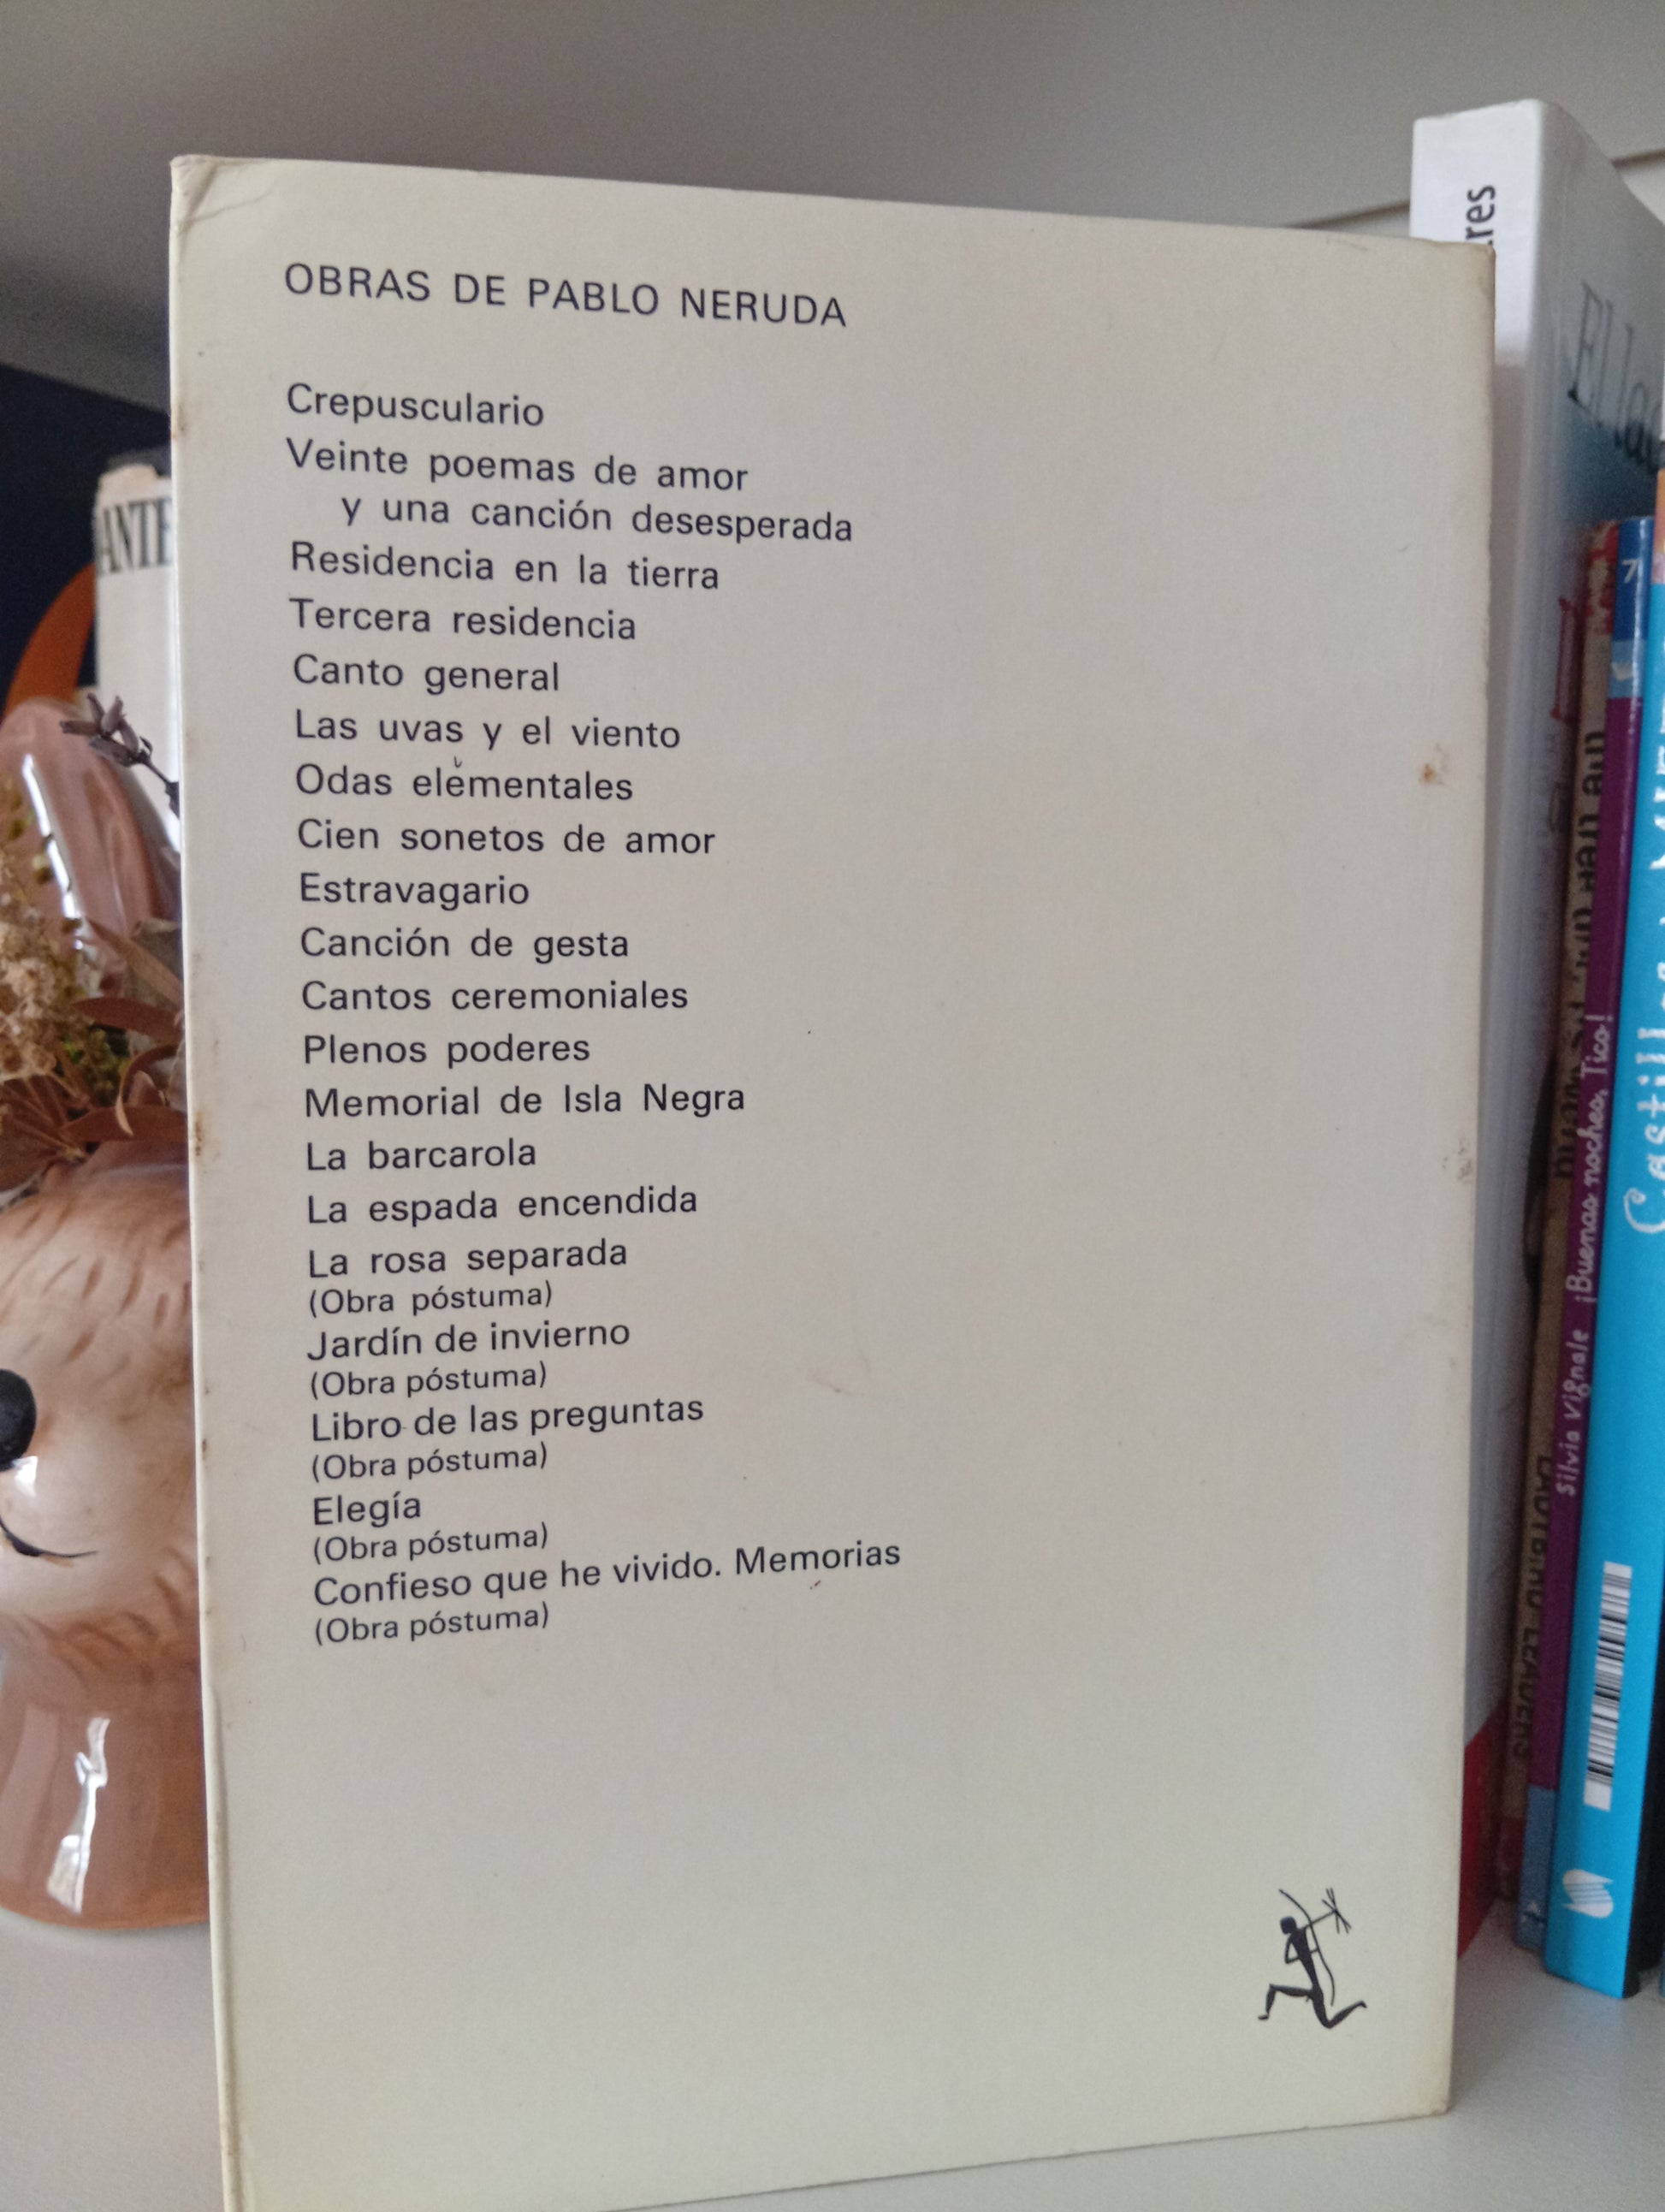 OBRAS DE PABLO NERUDA
Crepusculario
Veinte poemas de amor
y una canción desesperada
Residencia en la tierra
Tercera residencia
Canto general
Las uvas y el viento
Odas elementales
Cien sonetos de amor
Estravagario
Canción de gesta
Cantos ceremoniales
Plenos poderes
Memorial de Isla Negra
La barcarola
La espada encendida
La rosa separada
(Obra póstuma)
Jardín de invierno
(Obra póstuma)
Libro de las preguntas
(Obra póstuma)
Elegía
(Obra póstuma)
Confieso que he vivido. Memorias
(Obra póstuma)
Silvia Vignale ¡Buenas noches, Tico!
7